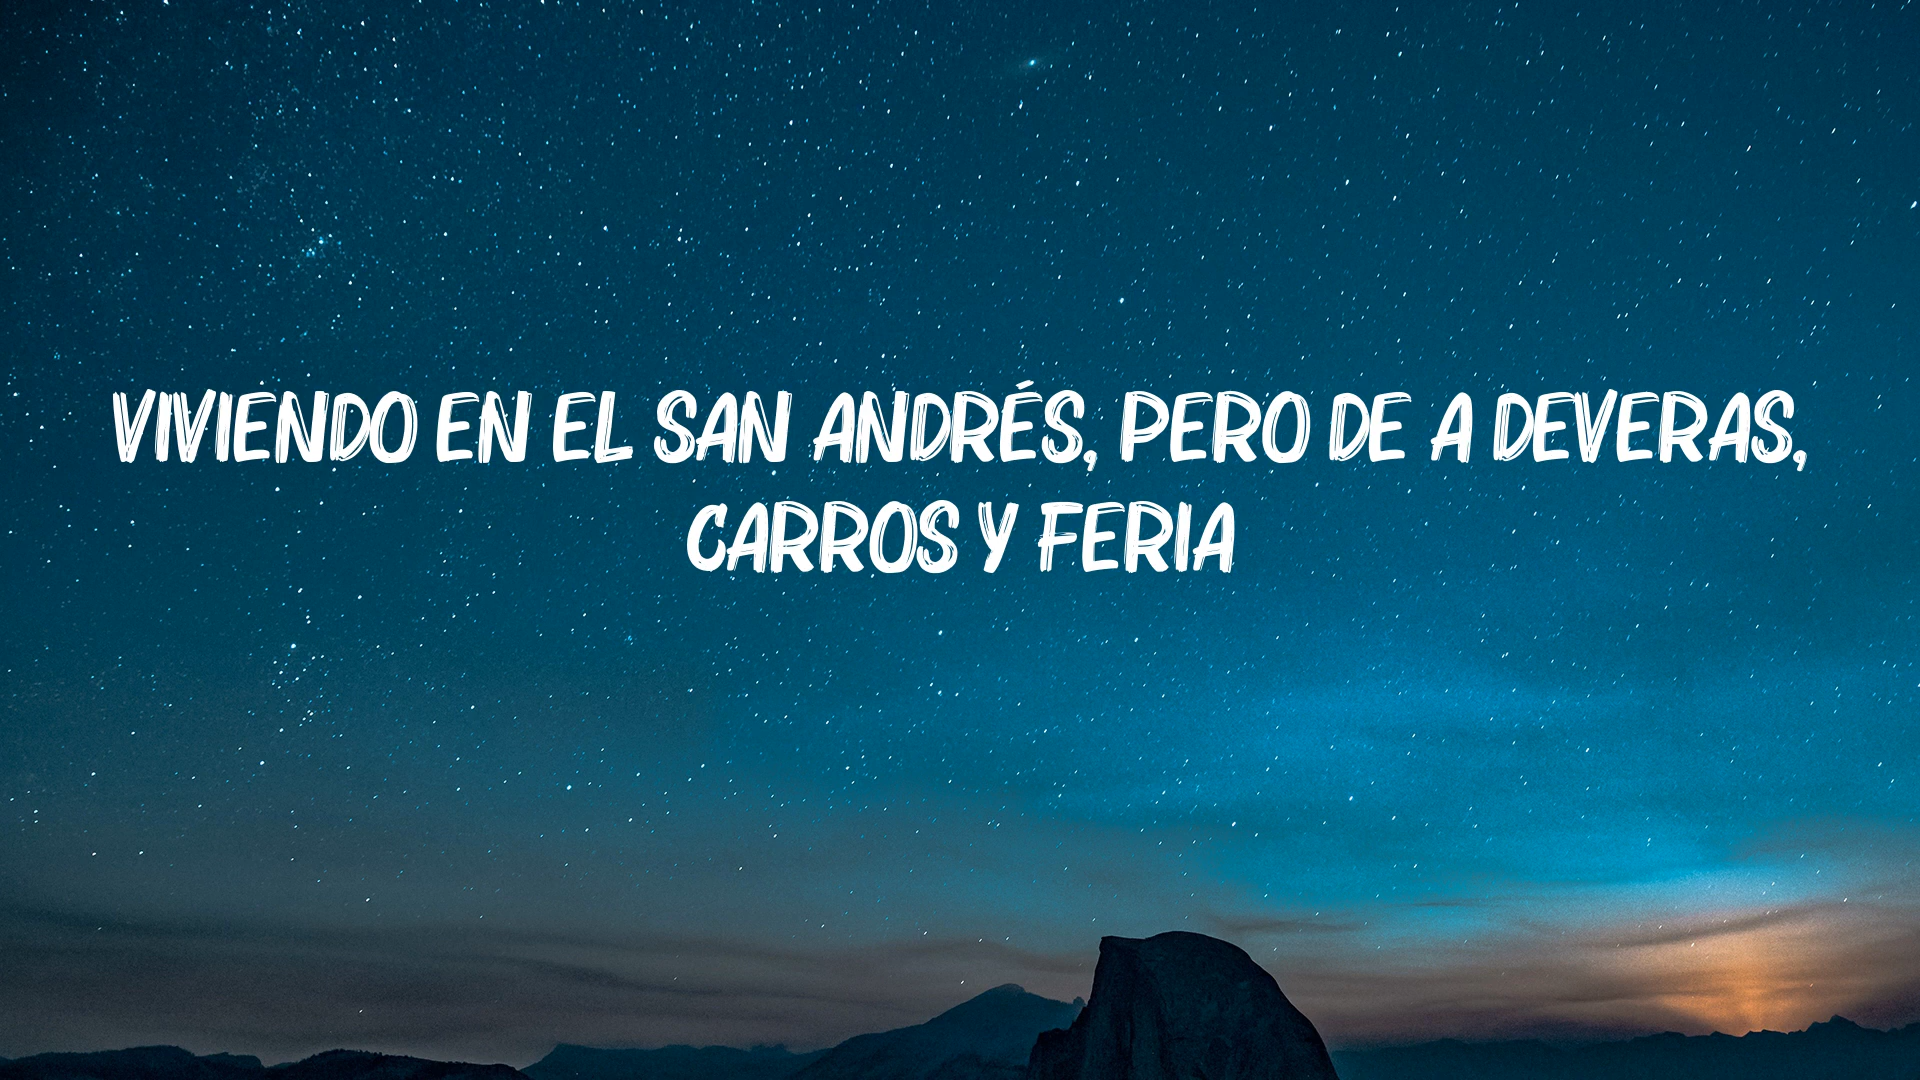 VIVIENDO EN EL SAN ANDRÉS, PERO DE A DEVERAS,
CARROS Y FERIA